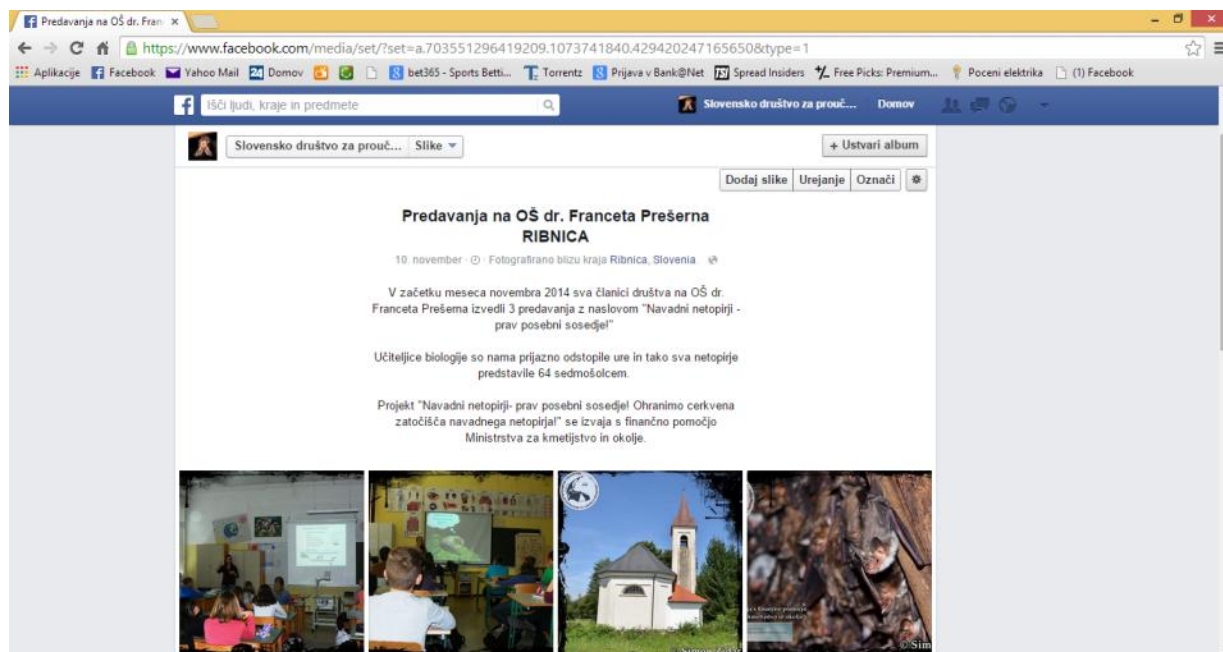 Predavanja na OŠ dr. Fran
https://www.facebook.com/media/set/?set=a.703551296419209.1073741840.429420247165650&type=1
Aplikacije Facebook Yahoo Mail 24 Domov bet365 - Sports Betti... Torrentz Prijava v Bank@Net Spread Insiders Free Picks: Premium... Poceni elektrika (1) Facebook
Išči ljudi, kraje in predmete Slovensko društvo za prouč... Domov
Slovensko društvo za prouč... Slike + Ustvari album
Dodaj slike Urejanje Označi
Predavanja na OŠ dr. Franceta Prešerna
RIBNICA
10. november · Fotografirano blizu kraja Ribnica, Slovenia
V začetku meseca novembra 2014 sva članici društva na OŠ dr.
Franceta Prešerna izvedli 3 predavanja z naslovom "Navadni netopirji -
prav posebni sosedje!"
Učiteljice biologije so nama prijazno odstopile ure in tako sva netopirje
predstavile 64 sedmošolcem.
Projekt "Navadni netopirji- prav posebni sosedje! Ohranimo cerkvena
zatočišča navadnega netopirja!" se izvaja s finančno pomočjo
Ministrstva za kmetijstvo in okolje.
© Sim